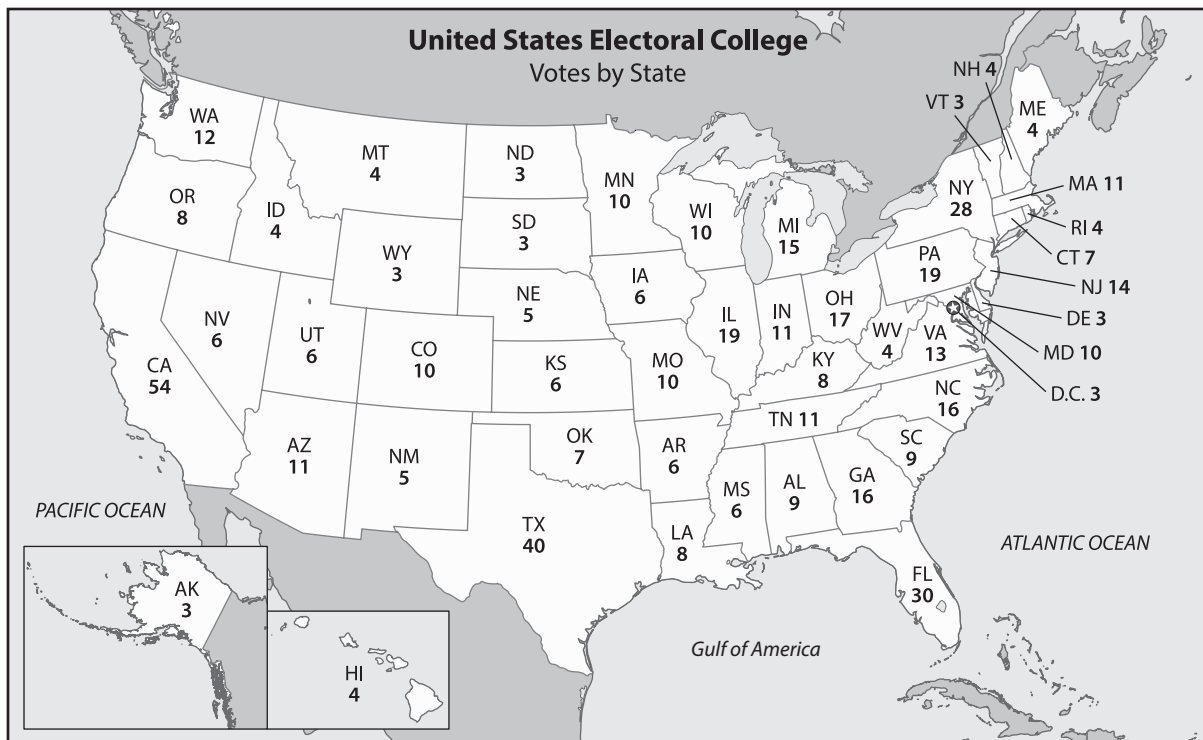 United States Electoral College
Votes by State
NH 4
VT 3
ME
4
WA
12
MT
4
ND
3
MN
10
OR
8
ID
4
SD
3
WI
10
MI
15
NY
28
MA 11
RI 4
CT 7
WY
3
PA
19
NJ 14
NE
5
IA
6
NV
6
UT
6
CO
10
IL
19
IN
11
OH
17
WV
4
VA
13
DE 3
MD 10
D.C. 3
CA
54
KS
6
MO
10
KY
8
NC
16
TN 11
AZ
11
NM
5
OK
7
AR
6
SC
9
MS
6
AL
9
GA
16
PACIFIC OCEAN
TX
40
LA
8
ATLANTIC OCEAN
FL
30
AK
3
Gulf of America
HI
4